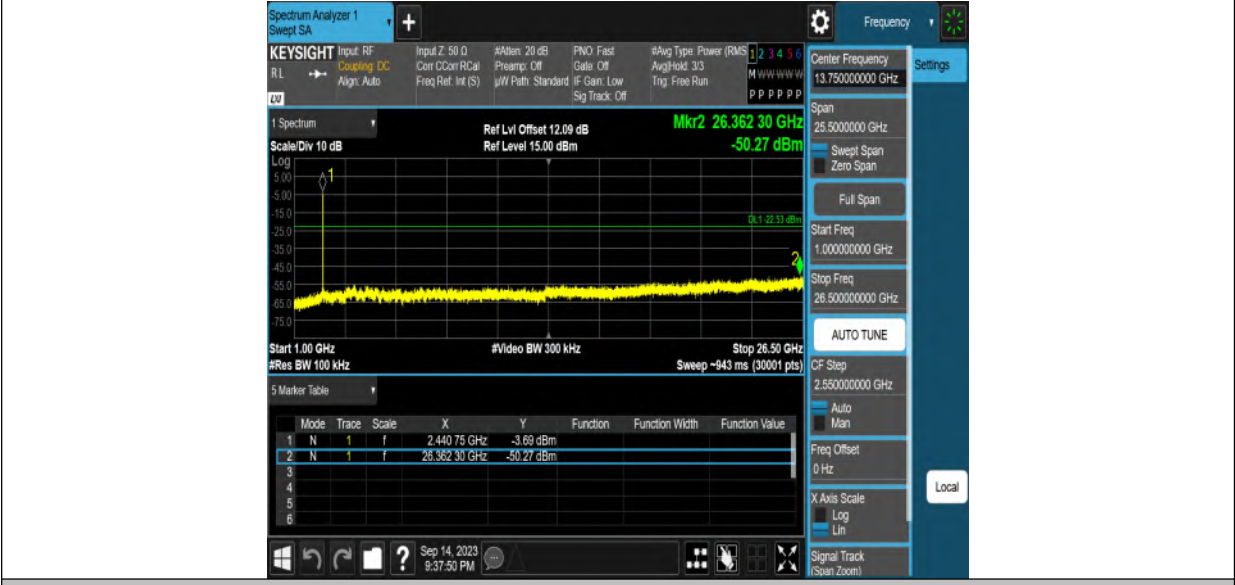 Spectrum Analyzer 1
Swept SA
+
Frequency
KEYSIGHT
RL
LXI
Input: RF
Coupling: DC
Align: Auto
Input Z: 50 Ω
Corr CCorr RCal
Freq Ref: Int (S)
#Atten: 20 dB
Preamp: Off
µW Path: Standard
PNO: Fast
Gate: Off
IF Gain: Low
Sig Track: Off
#Avg Type: Power (RMS
Avg|Hold: 3/3
Trig: Free Run
1 2 3 4 5 6
M W W W W W
P P P P P P
Center Frequency
13.750000000 GHz
Settings
Span
25.5000000 GHz
Swept Span
Zero Span
Full Span
Start Freq
1.000000000 GHz
Stop Freq
26.500000000 GHz
AUTO TUNE
CF Step
2.550000000 GHz
Auto
Man
Freq Offset
0 Hz
X Axis Scale
Log
Lin
Signal Track
(Span Zoom)
Local
1 Spectrum
Scale/Div 10 dB
Ref Lvl Offset 12.09 dB
Ref Level 15.00 dBm
Mkr2 26.362 30 GHz
-50.27 dBm
Log
5.00
-5.00
-15.0
-25.0
-35.0
-45.0
-55.0
-65.0
-75.0
1
DL1 -22.53 dBm
2
Start 1.00 GHz
#Res BW 100 kHz
#Video BW 300 kHz
Stop 26.50 GHz
Sweep ~943 ms (30001 pts)
5 Marker Table
Mode Trace Scale X Y Function Function Width Function Value
1 N 1 f 2.440 75 GHz -3.69 dBm
2 N 1 f 26.362 30 GHz -50.27 dBm
3
4
5
6
?
Sep 14, 2023
9:37:50 PM